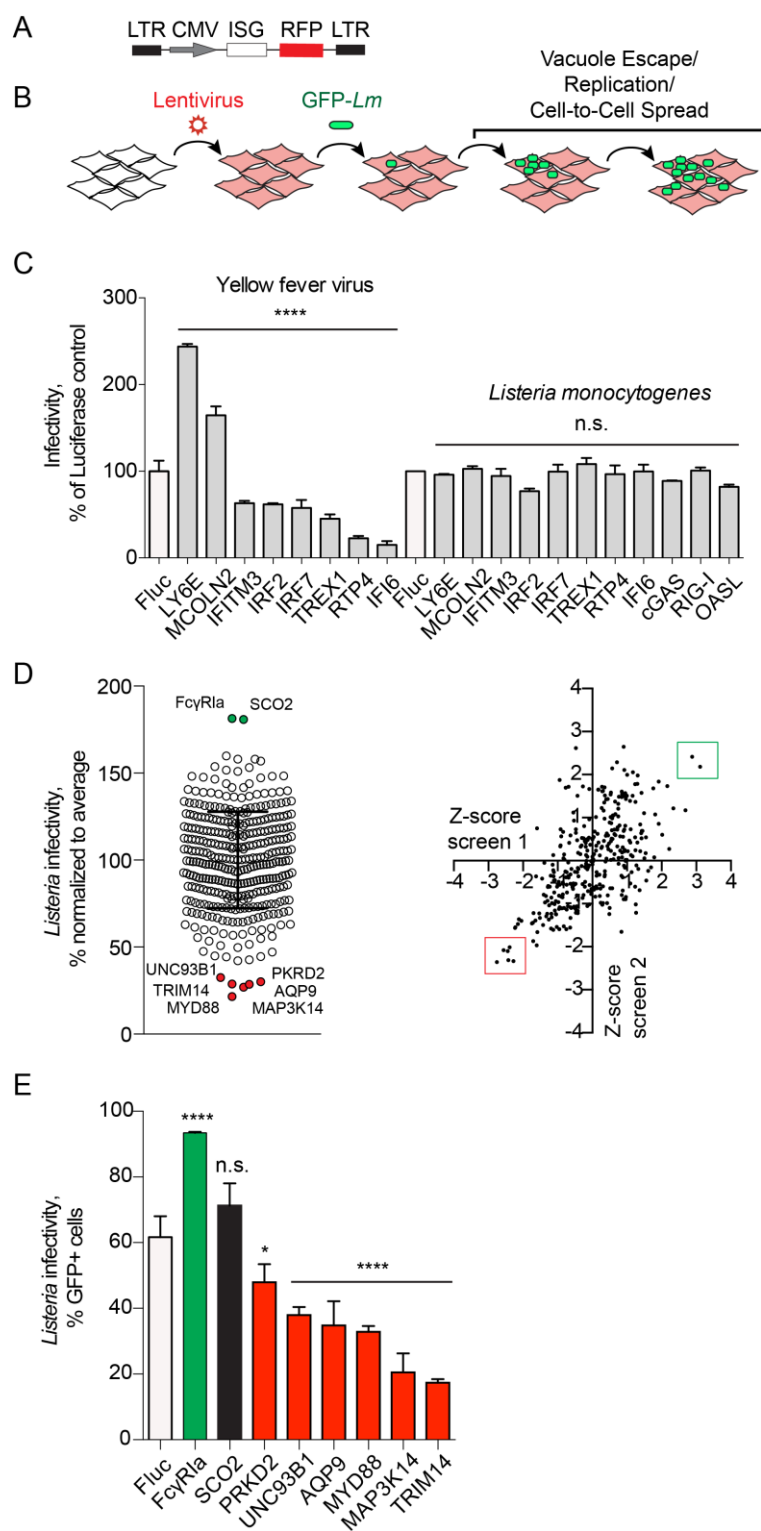 A
LTR CMV ISG RFP LTR
B
Lentivirus
GFP-Lm
Vacuole Escape/
Replication/
Cell-to-Cell Spread
C
Infectivity,
% of Luciferase control
300
200
100
0
Yellow fever virus
****
Listeria monocytogenes
n.s.
Fluc
LY6E
MCOLN2
IFITM3
IRF2
IRF7
TREX1
RTP4
IFI6
Fluc
LY6E
MCOLN2
IFITM3
IRF2
IRF7
TREX1
RTP4
IFI6
cGAS
RIG-I
OASL
D
Listeria infectivity,
% normalized to average
200
150
100
50
0
FcγRIa SCO2
UNC93B1 PKRD2
TRIM14 AQP9
MYD88 MAP3K14
Z-score
screen 1
Z-score
screen 2
4
3
2
1
-4 -3 -2 -1 0 1 2 3 4
-1
-2
-3
-4
E
Listeria infectivity,
% GFP+ cells
100
80
60
40
20
0
****
n.s.
*
****
Fluc
FcγRIa
SCO2
PRKD2
UNC93B1
AQP9
MYD88
MAP3K14
TRIM14